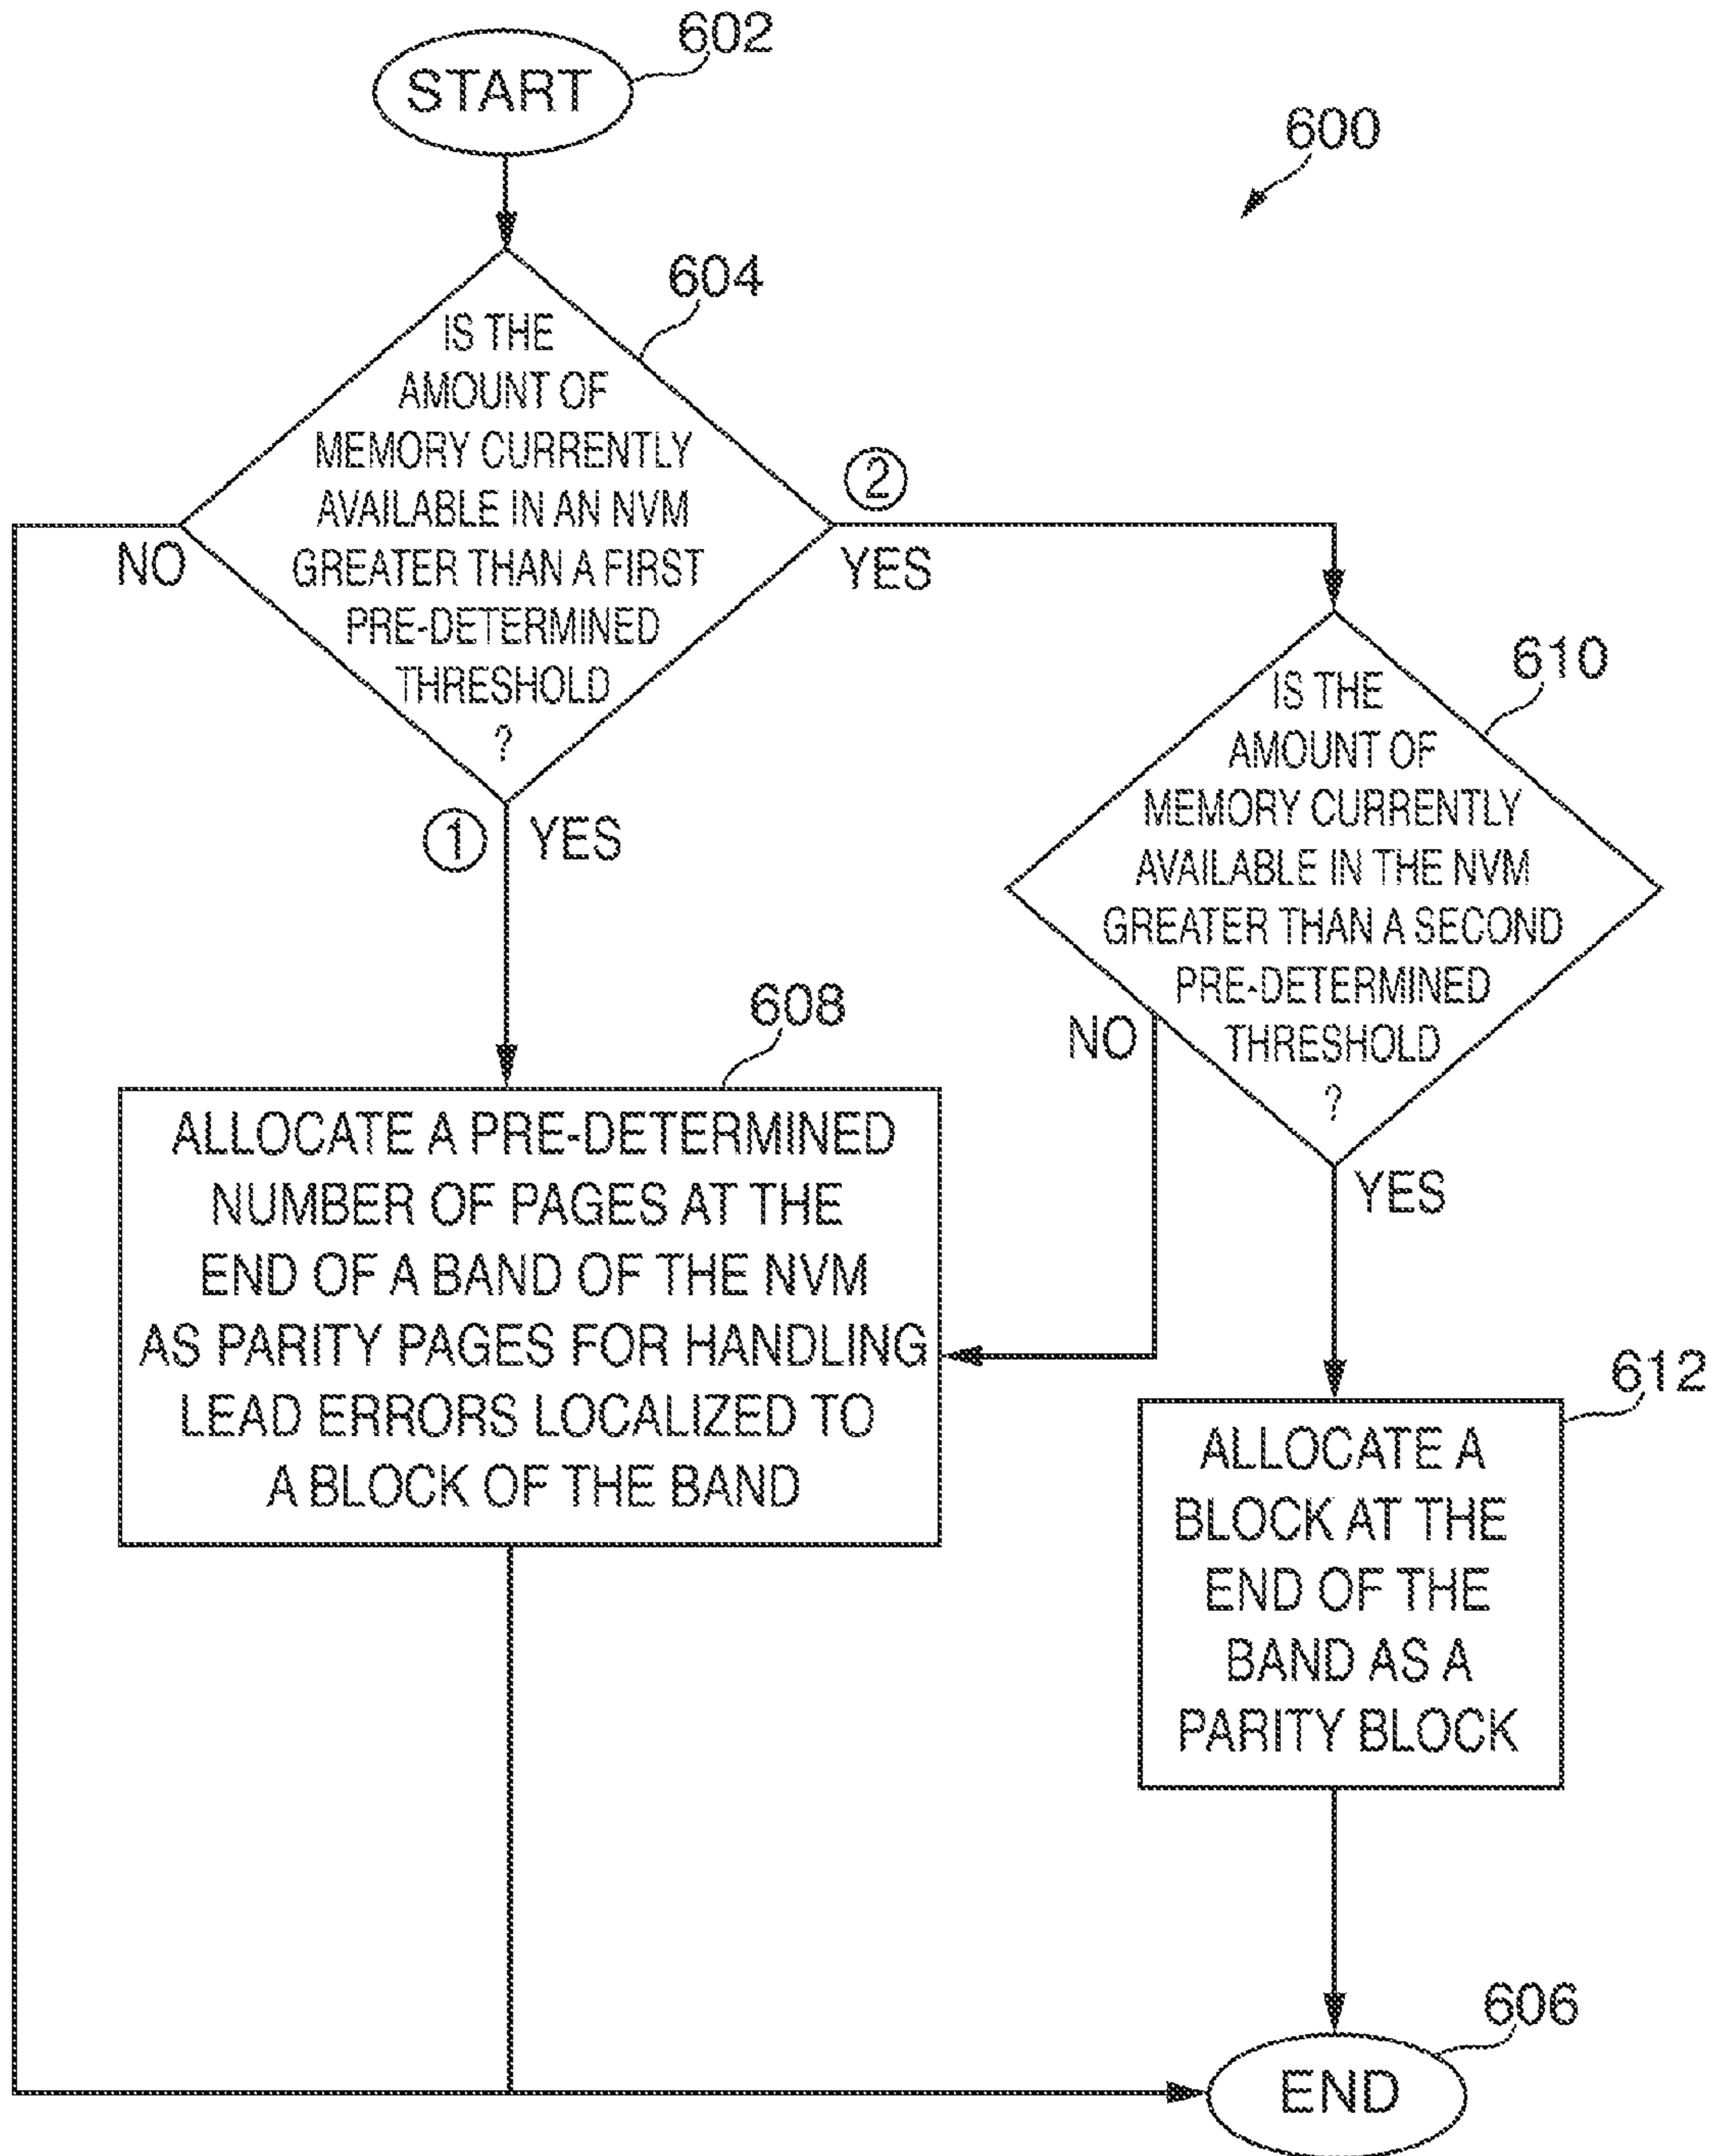 602
START
600
604
IS THE
AMOUNT OF
MEMORY CURRENTLY
AVAILABLE IN AN NVM
GREATER THAN A FIRST
PRE-DETERMINED
THRESHOLD
?
NO
2
YES
1
YES
610
IS THE
AMOUNT OF
MEMORY CURRENTLY
AVAILABLE IN THE NVM
GREATER THAN A SECOND
PRE-DETERMINED
THRESHOLD
?
NO
YES
608
ALLOCATE A PRE-DETERMINED
NUMBER OF PAGES AT THE
END OF A BAND OF THE NVM
AS PARITY PAGES FOR HANDLING
LEAD ERRORS LOCALIZED TO
A BLOCK OF THE BAND
612
ALLOCATE A
BLOCK AT THE
END OF THE
BAND AS A
PARITY BLOCK
606
END